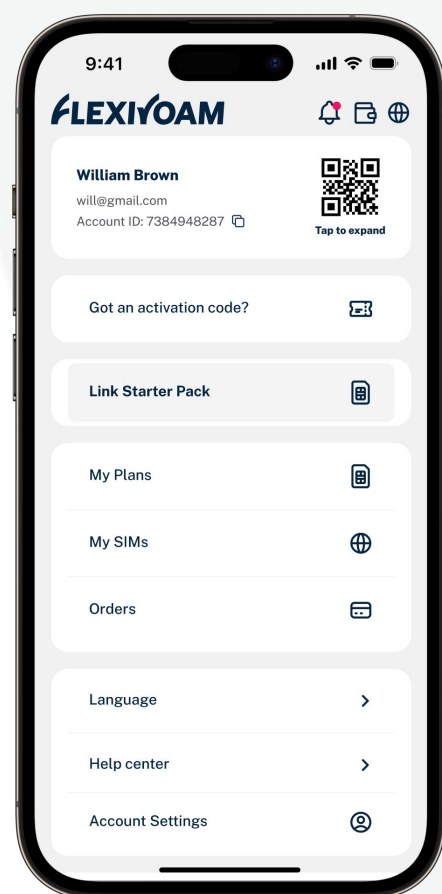 9:41
FLEXIROAM
William Brown
will@gmail.com
Account ID: 7384948287
Tap to expand
Got an activation code?
Link Starter Pack
My Plans
My SIMs
Orders
Language
Help center
Account Settings